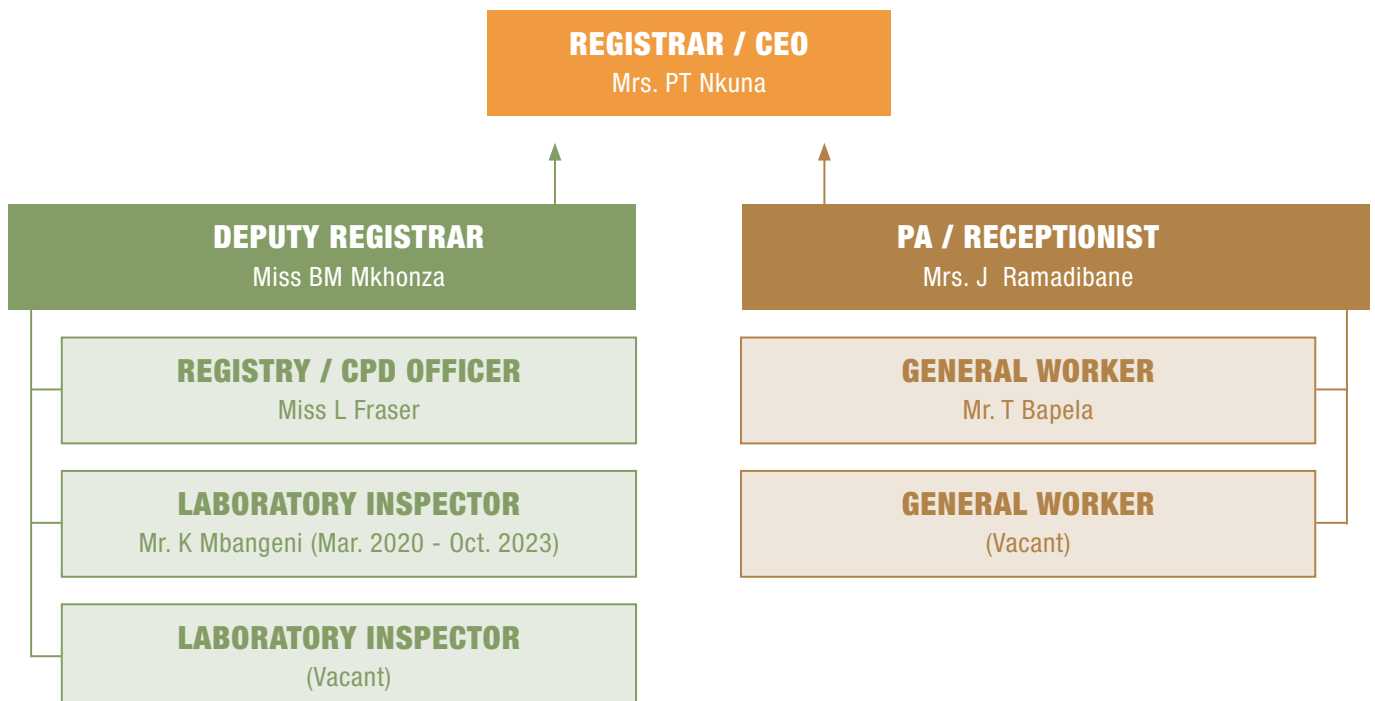 REGISTRAR / CEO
Mrs. PT Nkuna
DEPUTY REGISTRAR
Miss BM Mkhonza
REGISTRY / CPD OFFICER
Miss L Fraser
LABORATORY INSPECTOR
Mr. K Mbangeni (Mar. 2020 - Oct. 2023)
LABORATORY INSPECTOR
(Vacant)
PA / RECEPTIONIST
Mrs. J Ramadibane
GENERAL WORKER
Mr. T Bapela
GENERAL WORKER
(Vacant)